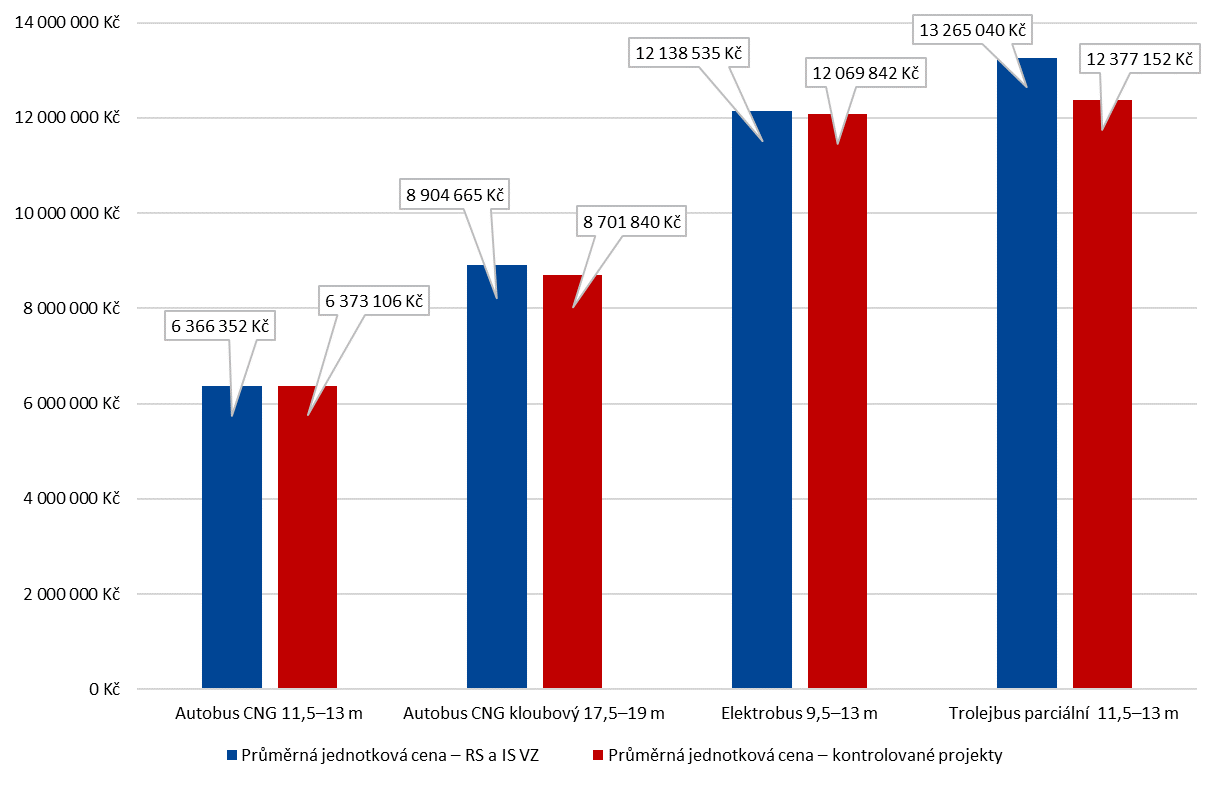 14 000 000 Kč
12 000 000 Kč
10 000 000 Kč
8 000 000 Kč
6 000 000 Kč
4 000 000 Kč
2 000 000 Kč
0 Kč
6 366 352 Kč
6 373 106 Kč
8 904 665 Kč
8 701 840 Kč
12 138 535 Kč
12 069 842 Kč
13 265 040 Kč
12 377 152 Kč
Autobus CNG 11,5–13 m
Autobus CNG kloubový 17,5–19 m
Elektrobus 9,5–13 m
Trolejbus parciální 11,5–13 m
Průměrná jednotková cena – RS a IS VZ
Průměrná jednotková cena – kontrolované projekty